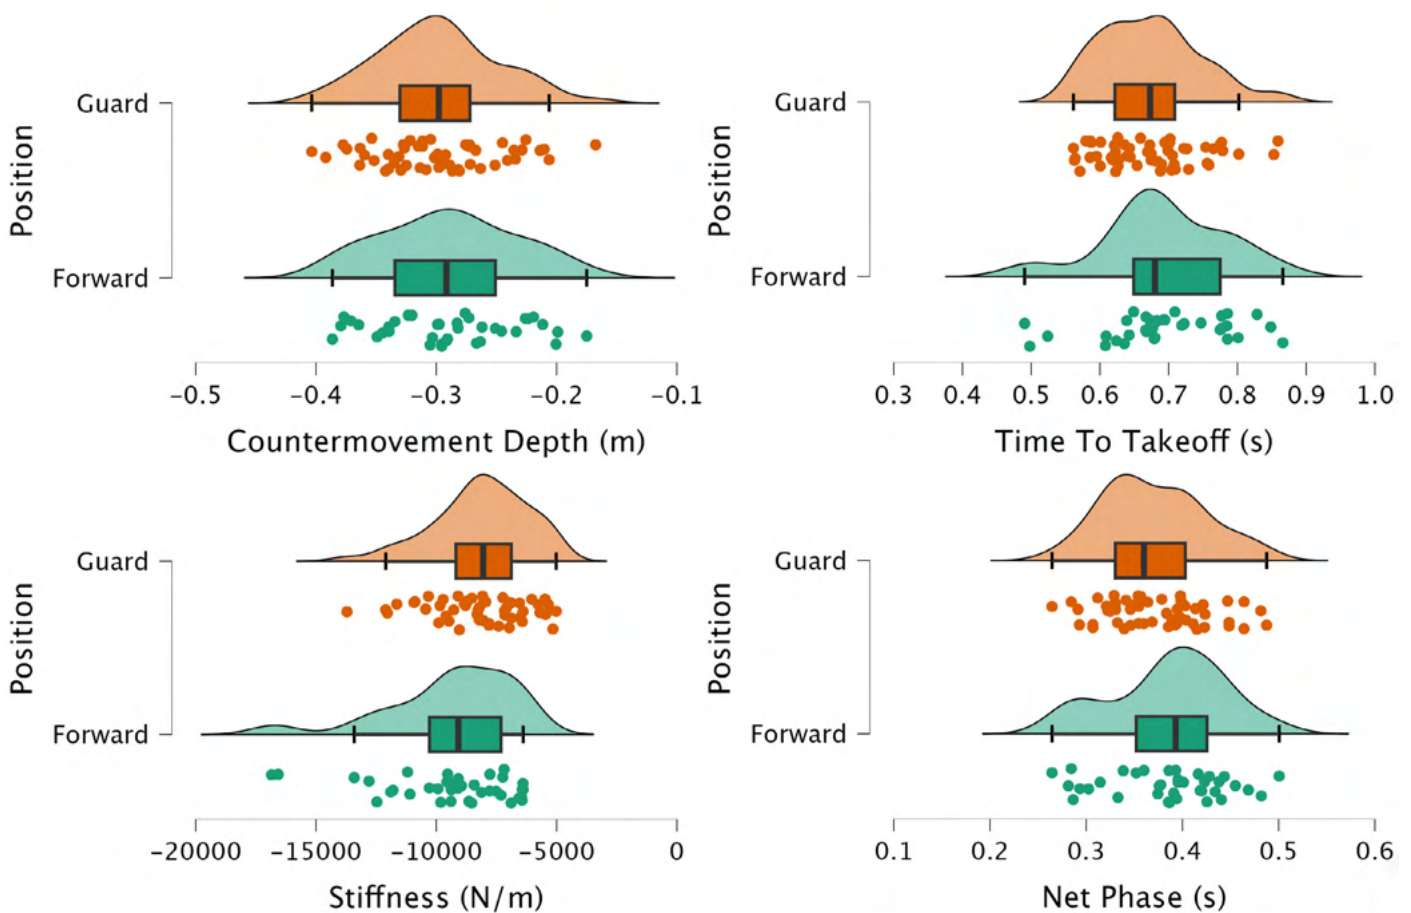 Position
Guard
Forward
−0.5 −0.4 −0.3 −0.2 −0.1
Countermovement Depth (m)
Position
Guard
Forward
0.3 0.4 0.5 0.6 0.7 0.8 0.9 1.0
Time To Takeoff (s)
Position
Guard
Forward
−20000 −15000 −10000 −5000 0
Stiffness (N/m)
Position
Guard
Forward
0.1 0.2 0.3 0.4 0.5 0.6
Net Phase (s)